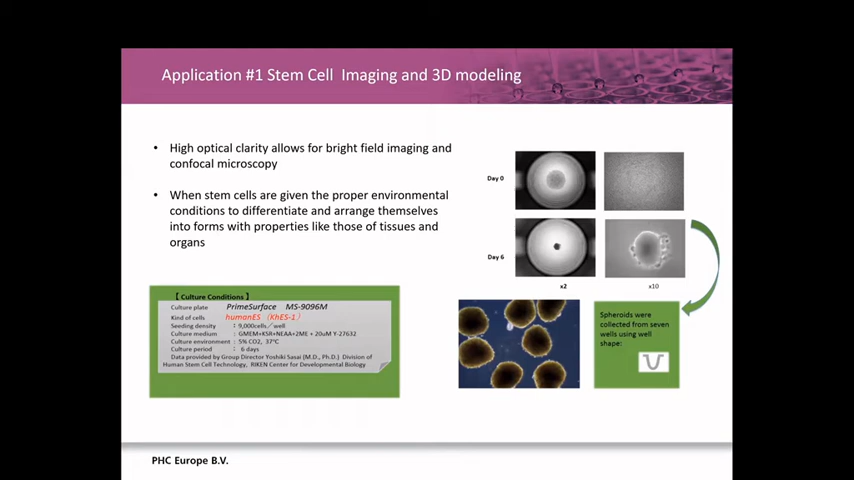 Application #1 Stem Cell Imaging and 3D modeling
• High optical clarity allows for bright field imaging and
confocal microscopy
• When stem cells are given the proper environmental
conditions to differentiate and arrange themselves
into forms with properties like those of tissues and
organs
【 Culture Conditions】
Culture plate PrimeSurface MS-9096M
Kind of cells humanES （KhES-1）
Seeding density : 9,000cells／well
Culture medium : GMEM+KSR+NEAA+2ME + 20uM Y-27632
Culture environment : 5% CO2, 37℃
Culture period : 6 days
Data provided by Group Director Yoshiki Sasai (M.D., Ph.D.) Division of
Human Stem Cell Technology, RIKEN Center for Developmental Biology
Day 0
Day 6
x2
x10
Spheroids were
collected from seven
wells using well
shape:
PHC Europe B.V.